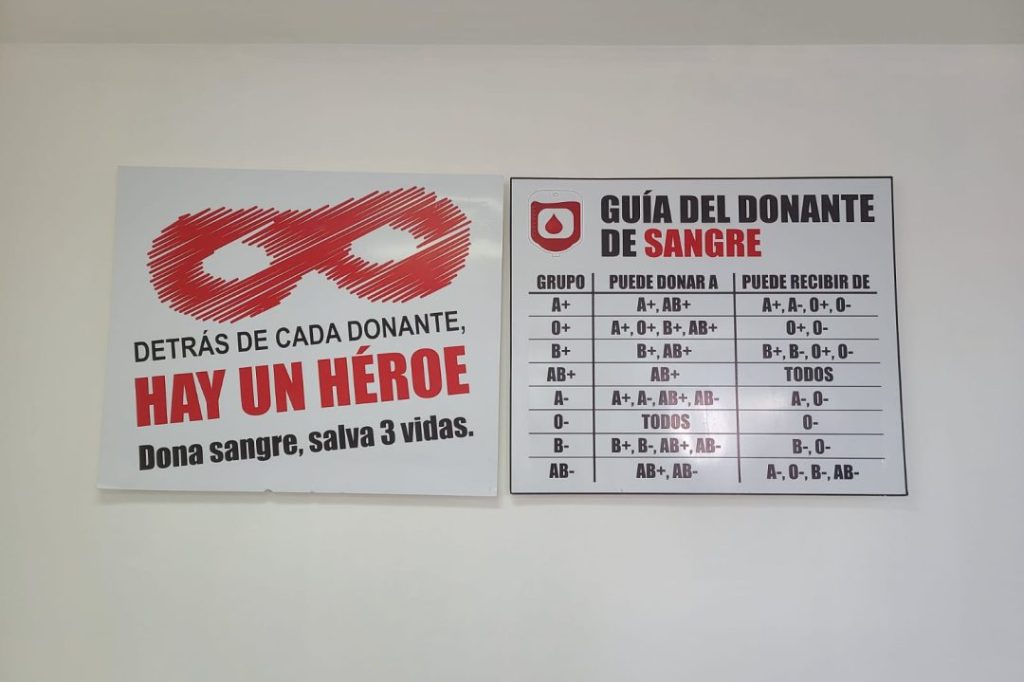 DETRÁS DE CADA DONANTE,
HAY UN HÉROE
Dona sangre, salva 3 vidas.
GUÍA DEL DONANTE
DE SANGRE
GRUPO PUEDE DONAR A PUEDE RECIBIR DE
A+ A+, AB+ A+, A-, O+, O-
O+ A+, O+, B+, AB+ O+, O-
B+ B+, AB+ B+, B-, O+, O-
AB+ AB+ TODOS
A- A+, A-, AB+, AB- A-, O-
O- TODOS O-
B- B+, B-, AB+, AB- B-, O-
AB- AB+, AB- A-, O-, B-, AB-